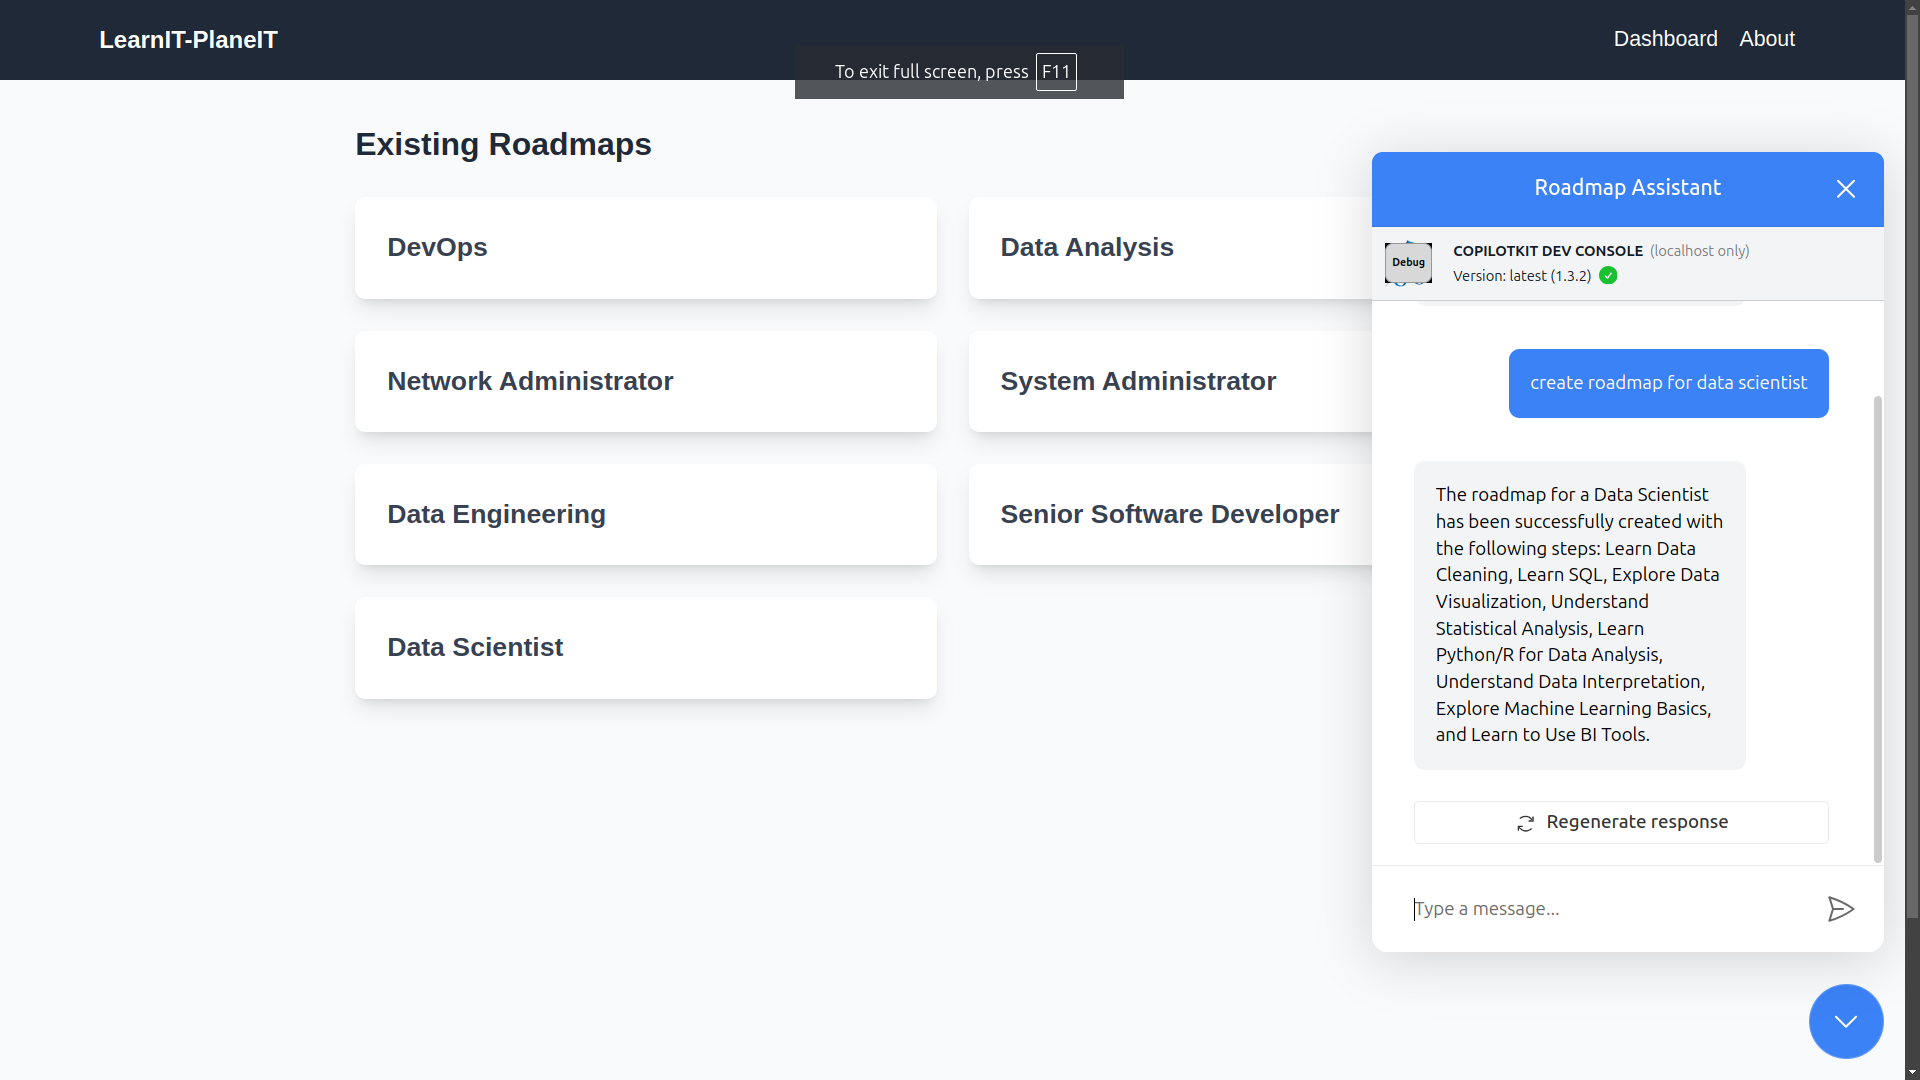 LearnIT-PlaneIT
Dashboard
About
To exit full screen, press F11
Existing Roadmaps
DevOps
Data Analysis
Network Administrator
System Administrator
Data Engineering
Senior Software Developer
Data Scientist
Roadmap Assistant
Debug
COPILOTKIT DEV CONSOLE (localhost only)
Version: latest (1.3.2)
create roadmap for data scientist
The roadmap for a Data Scientist
has been successfully created with
the following steps: Learn Data
Cleaning, Learn SQL, Explore Data
Visualization, Understand
Statistical Analysis, Learn
Python/R for Data Analysis,
Understand Data Interpretation,
Explore Machine Learning Basics,
and Learn to Use BI Tools.
Regenerate response
Type a message...